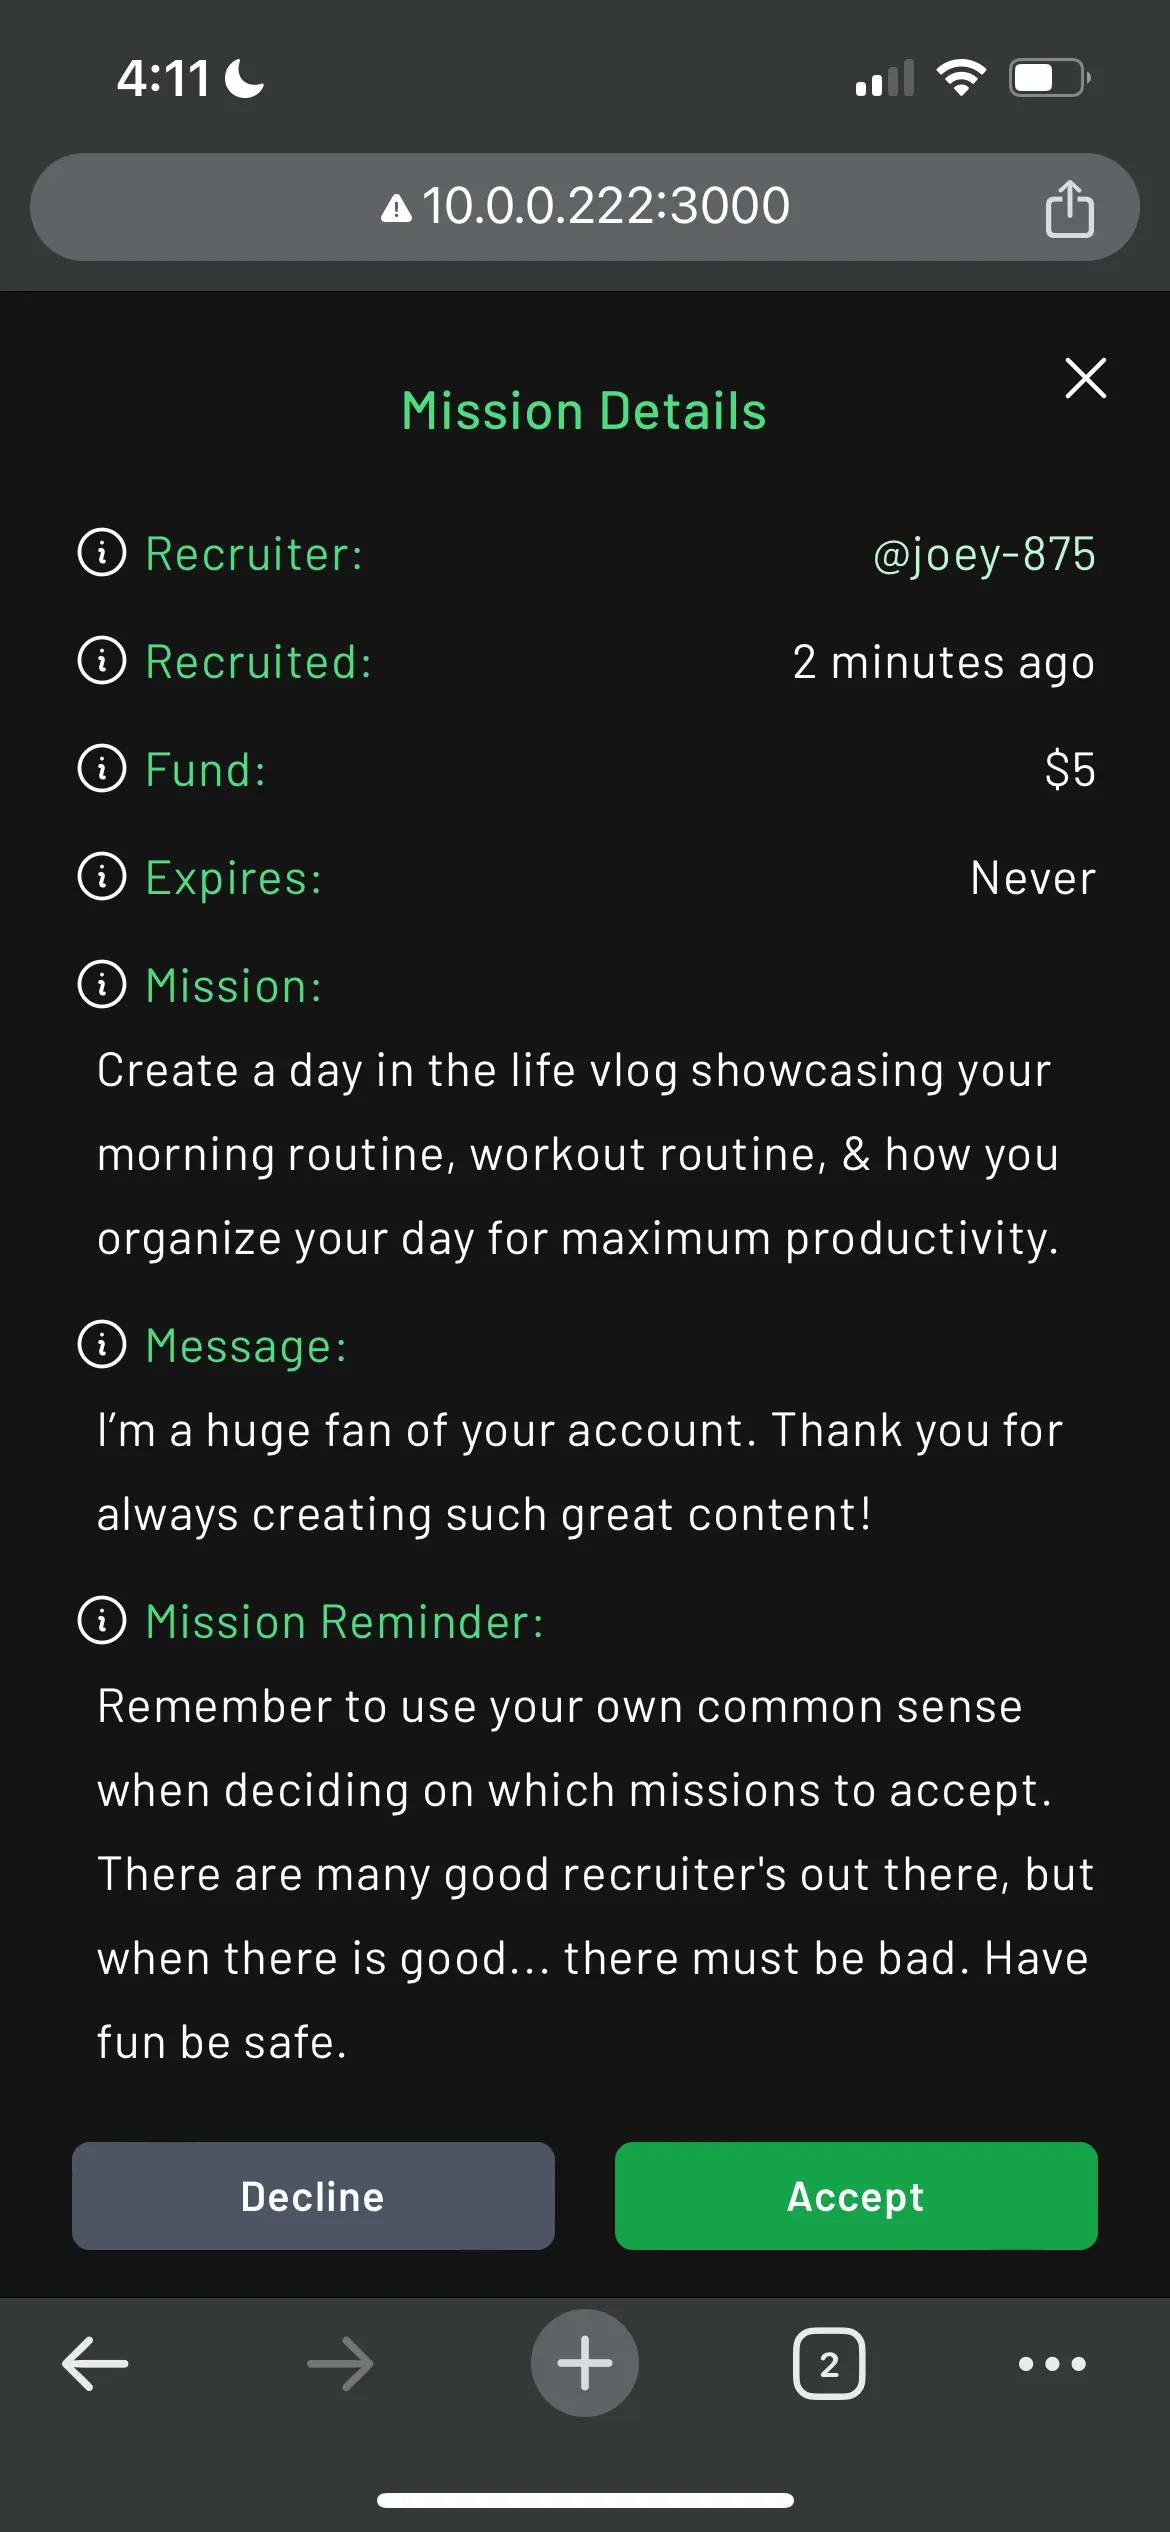 4:11
10.0.0.222:3000
Mission Details
Recruiter: @joey-875
Recruited: 2 minutes ago
Fund: $5
Expires: Never
Mission:
Create a day in the life vlog showcasing your
morning routine, workout routine, & how you
organize your day for maximum productivity.
Message:
I’m a huge fan of your account. Thank you for
always creating such great content!
Mission Reminder:
Remember to use your own common sense
when deciding on which missions to accept.
There are many good recruiter's out there, but
when there is good... there must be bad. Have
fun be safe.
Decline Accept
2